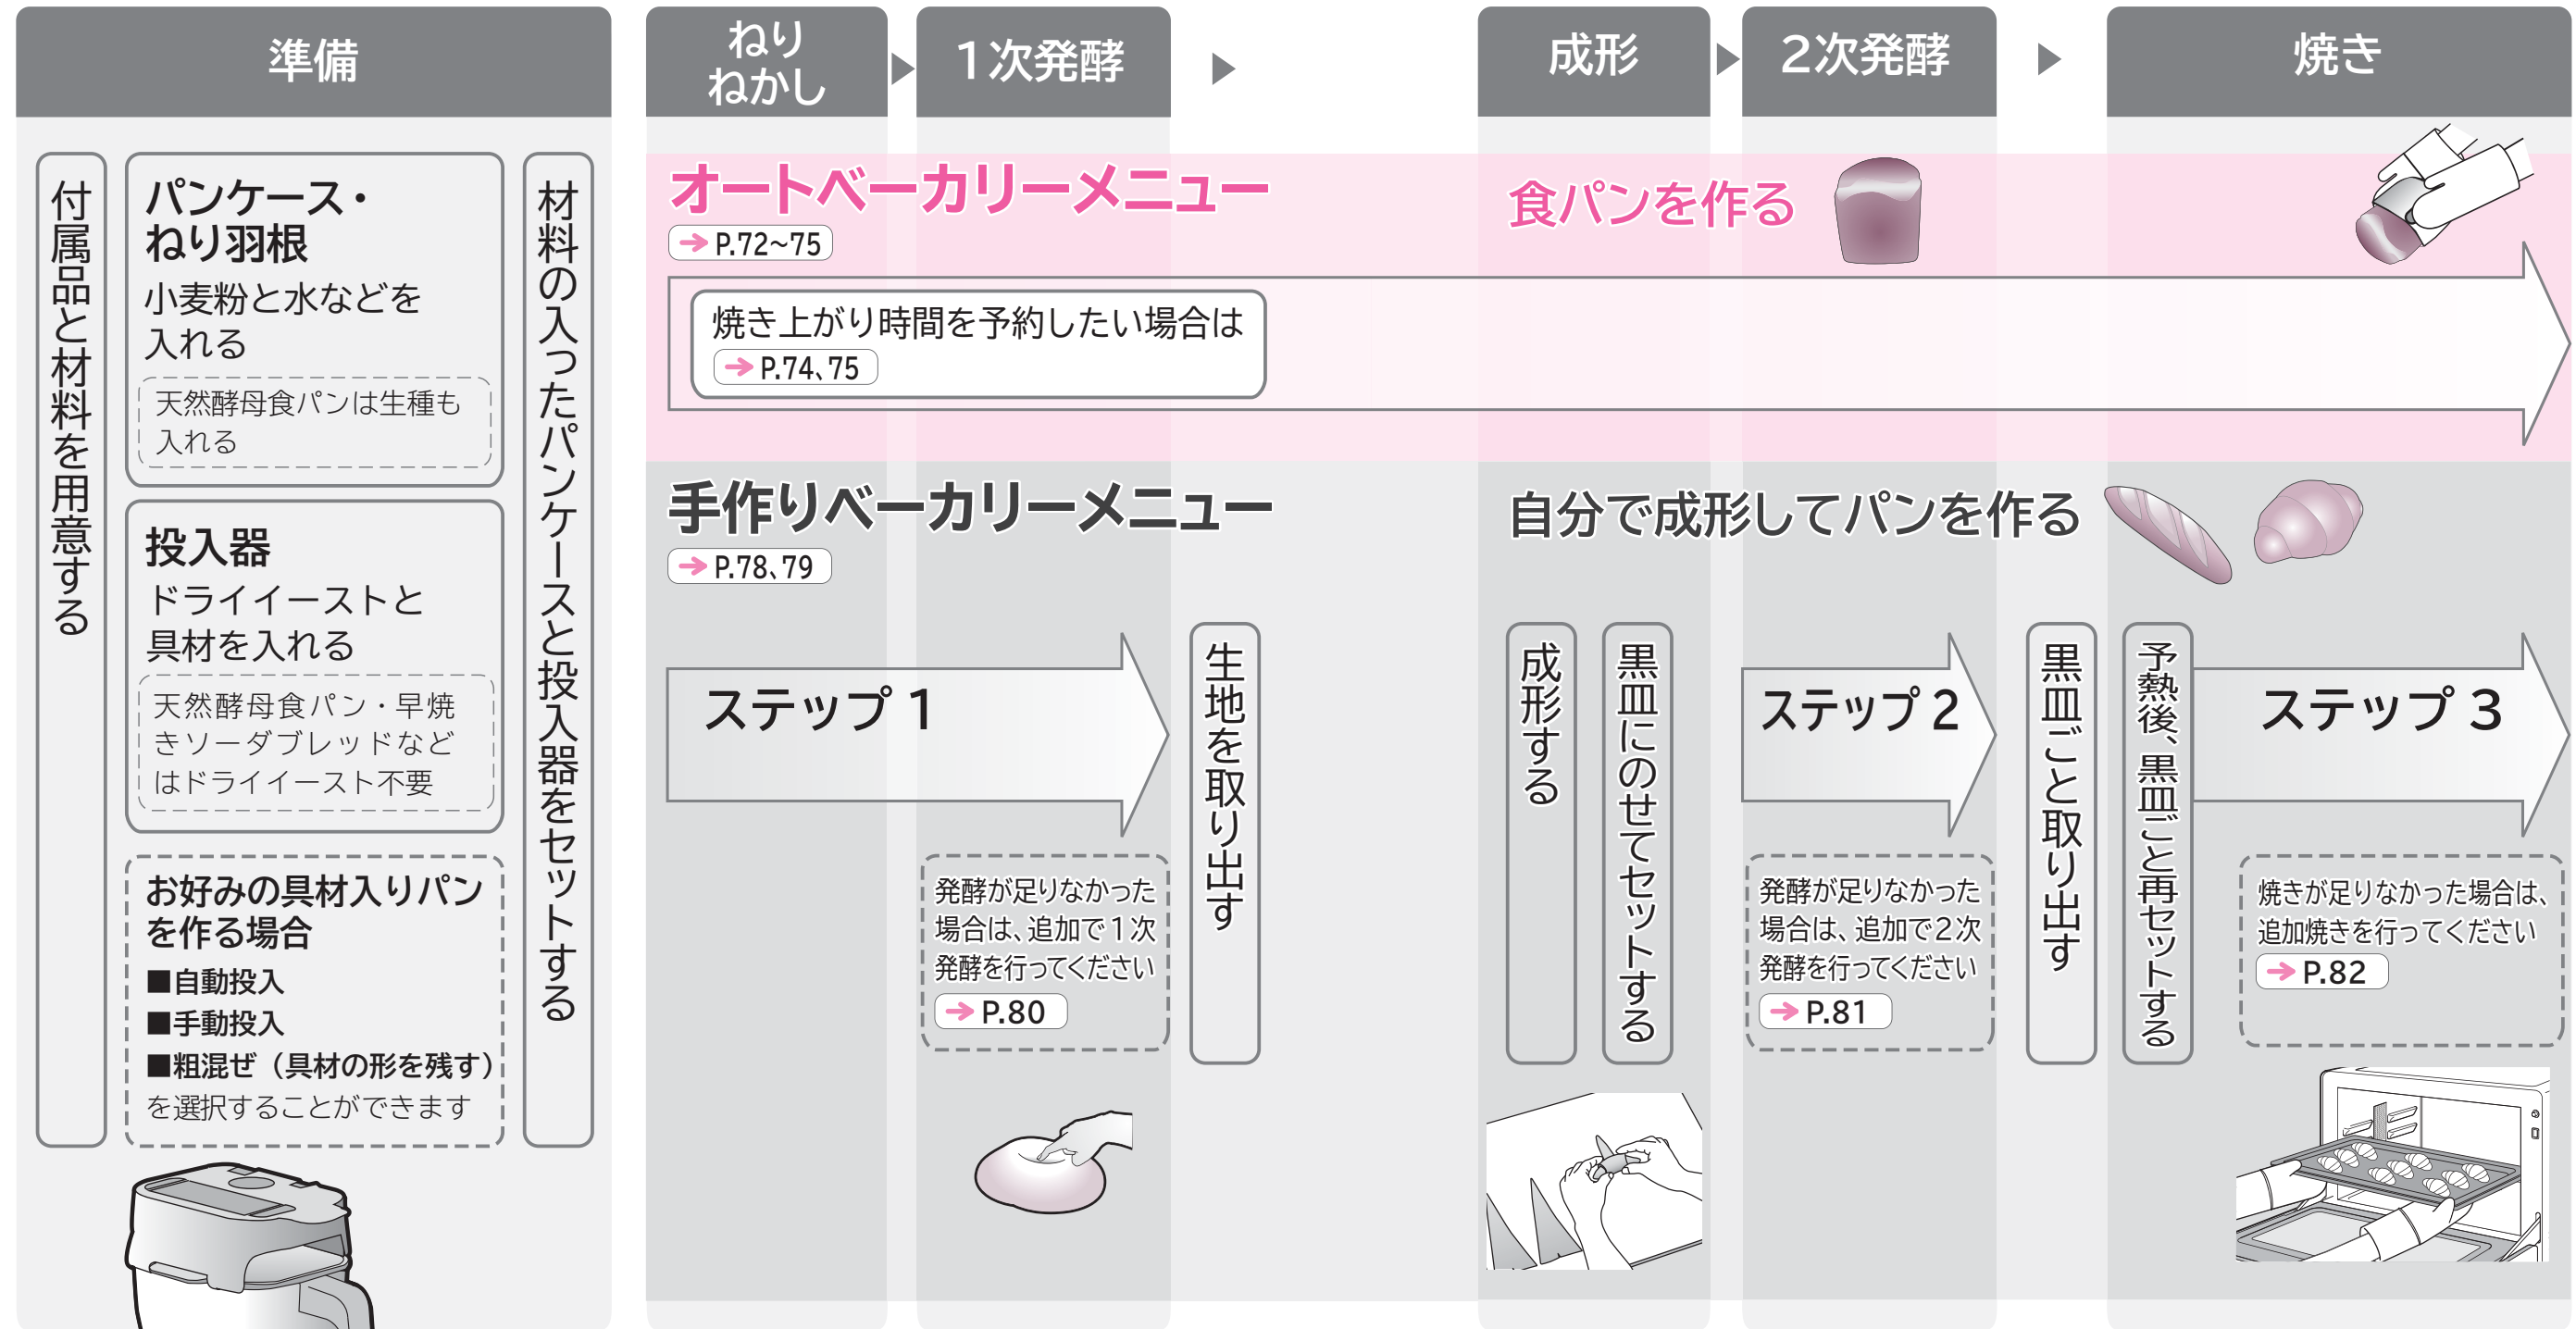 準備
ねり
ねかし
1次発酵
成形
2次発酵
焼き
付属品と材料を用意する
パンケース・
ねり羽根
小麦粉と水などを
入れる
天然酵母食パンは生種も
入れる
投入器
ドライイーストと
具材を入れる
天然酵母食パン・早焼
きソーダブレッドなど
はドライイースト不要
お好みの具材入りパン
を作る場合
■自動投入
■手動投入
■粗混ぜ（具材の形を残す）
を選択することができます
材料の入ったパンケースと投入器をセットする
オートベーカリーメニュー
➔ P.72~75
食パンを作る
焼き上がり時間を予約したい場合は
➔ P.74、75
手作りベーカリーメニュー
➔ P.78、79
自分で成形してパンを作る
ステップ 1
発酵が足りなかった
場合は、追加で1次
発酵を行ってください
➔ P.80
生地を取り出す
成形する
黒皿にのせてセットする
ステップ 2
発酵が足りなかった
場合は、追加で2次
発酵を行ってください
➔ P.81
黒皿ごと取り出す
予熱後、黒皿ごと再セットする
ステップ 3
焼きが足りなかった場合は、
追加焼きを行ってください
➔ P.82